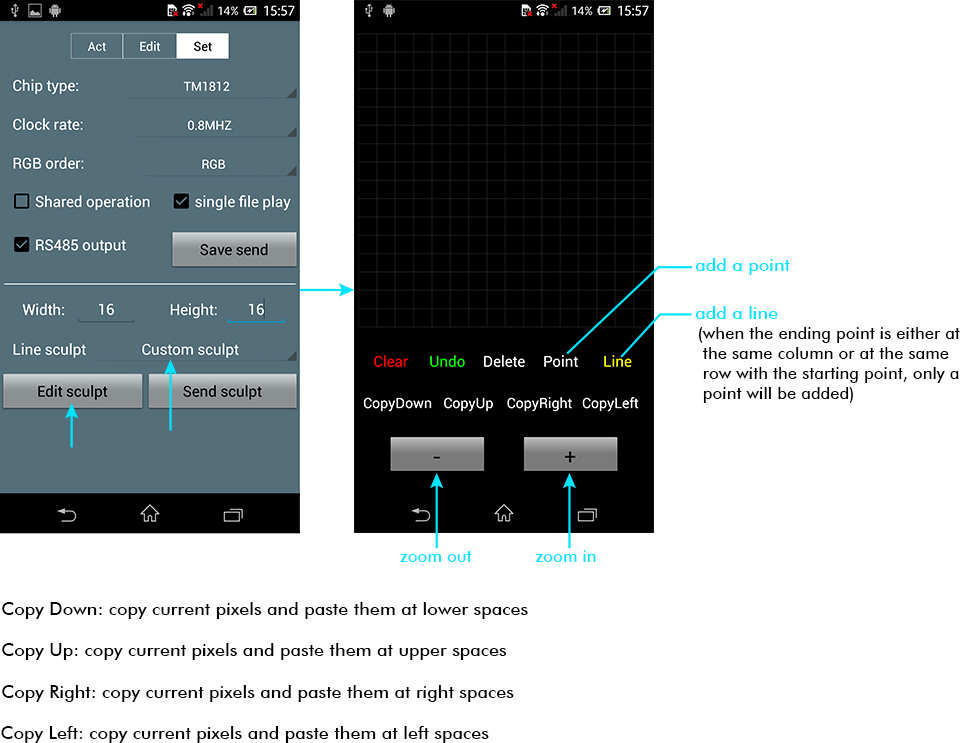 14% 15:57
Act Edit Set
Chip type: TM1812
Clock rate: 0.8MHZ
RGB order: RGB
Shared operation single file play
RS485 output Save send
Width: 16 Height: 16
Line sculpt Custom sculpt
Edit sculpt Send sculpt
14% 15:57
Clear Undo Delete Point Line
CopyDown CopyUp CopyRight CopyLeft
- +
zoom out zoom in
add a point
add a line
(when the ending point is either at
the same column or at the same
row with the starting point, only a
point will be added)
Copy Down: copy current pixels and paste them at lower spaces
Copy Up: copy current pixels and paste them at upper spaces
Copy Right: copy current pixels and paste them at right spaces
Copy Left: copy current pixels and paste them at left spaces